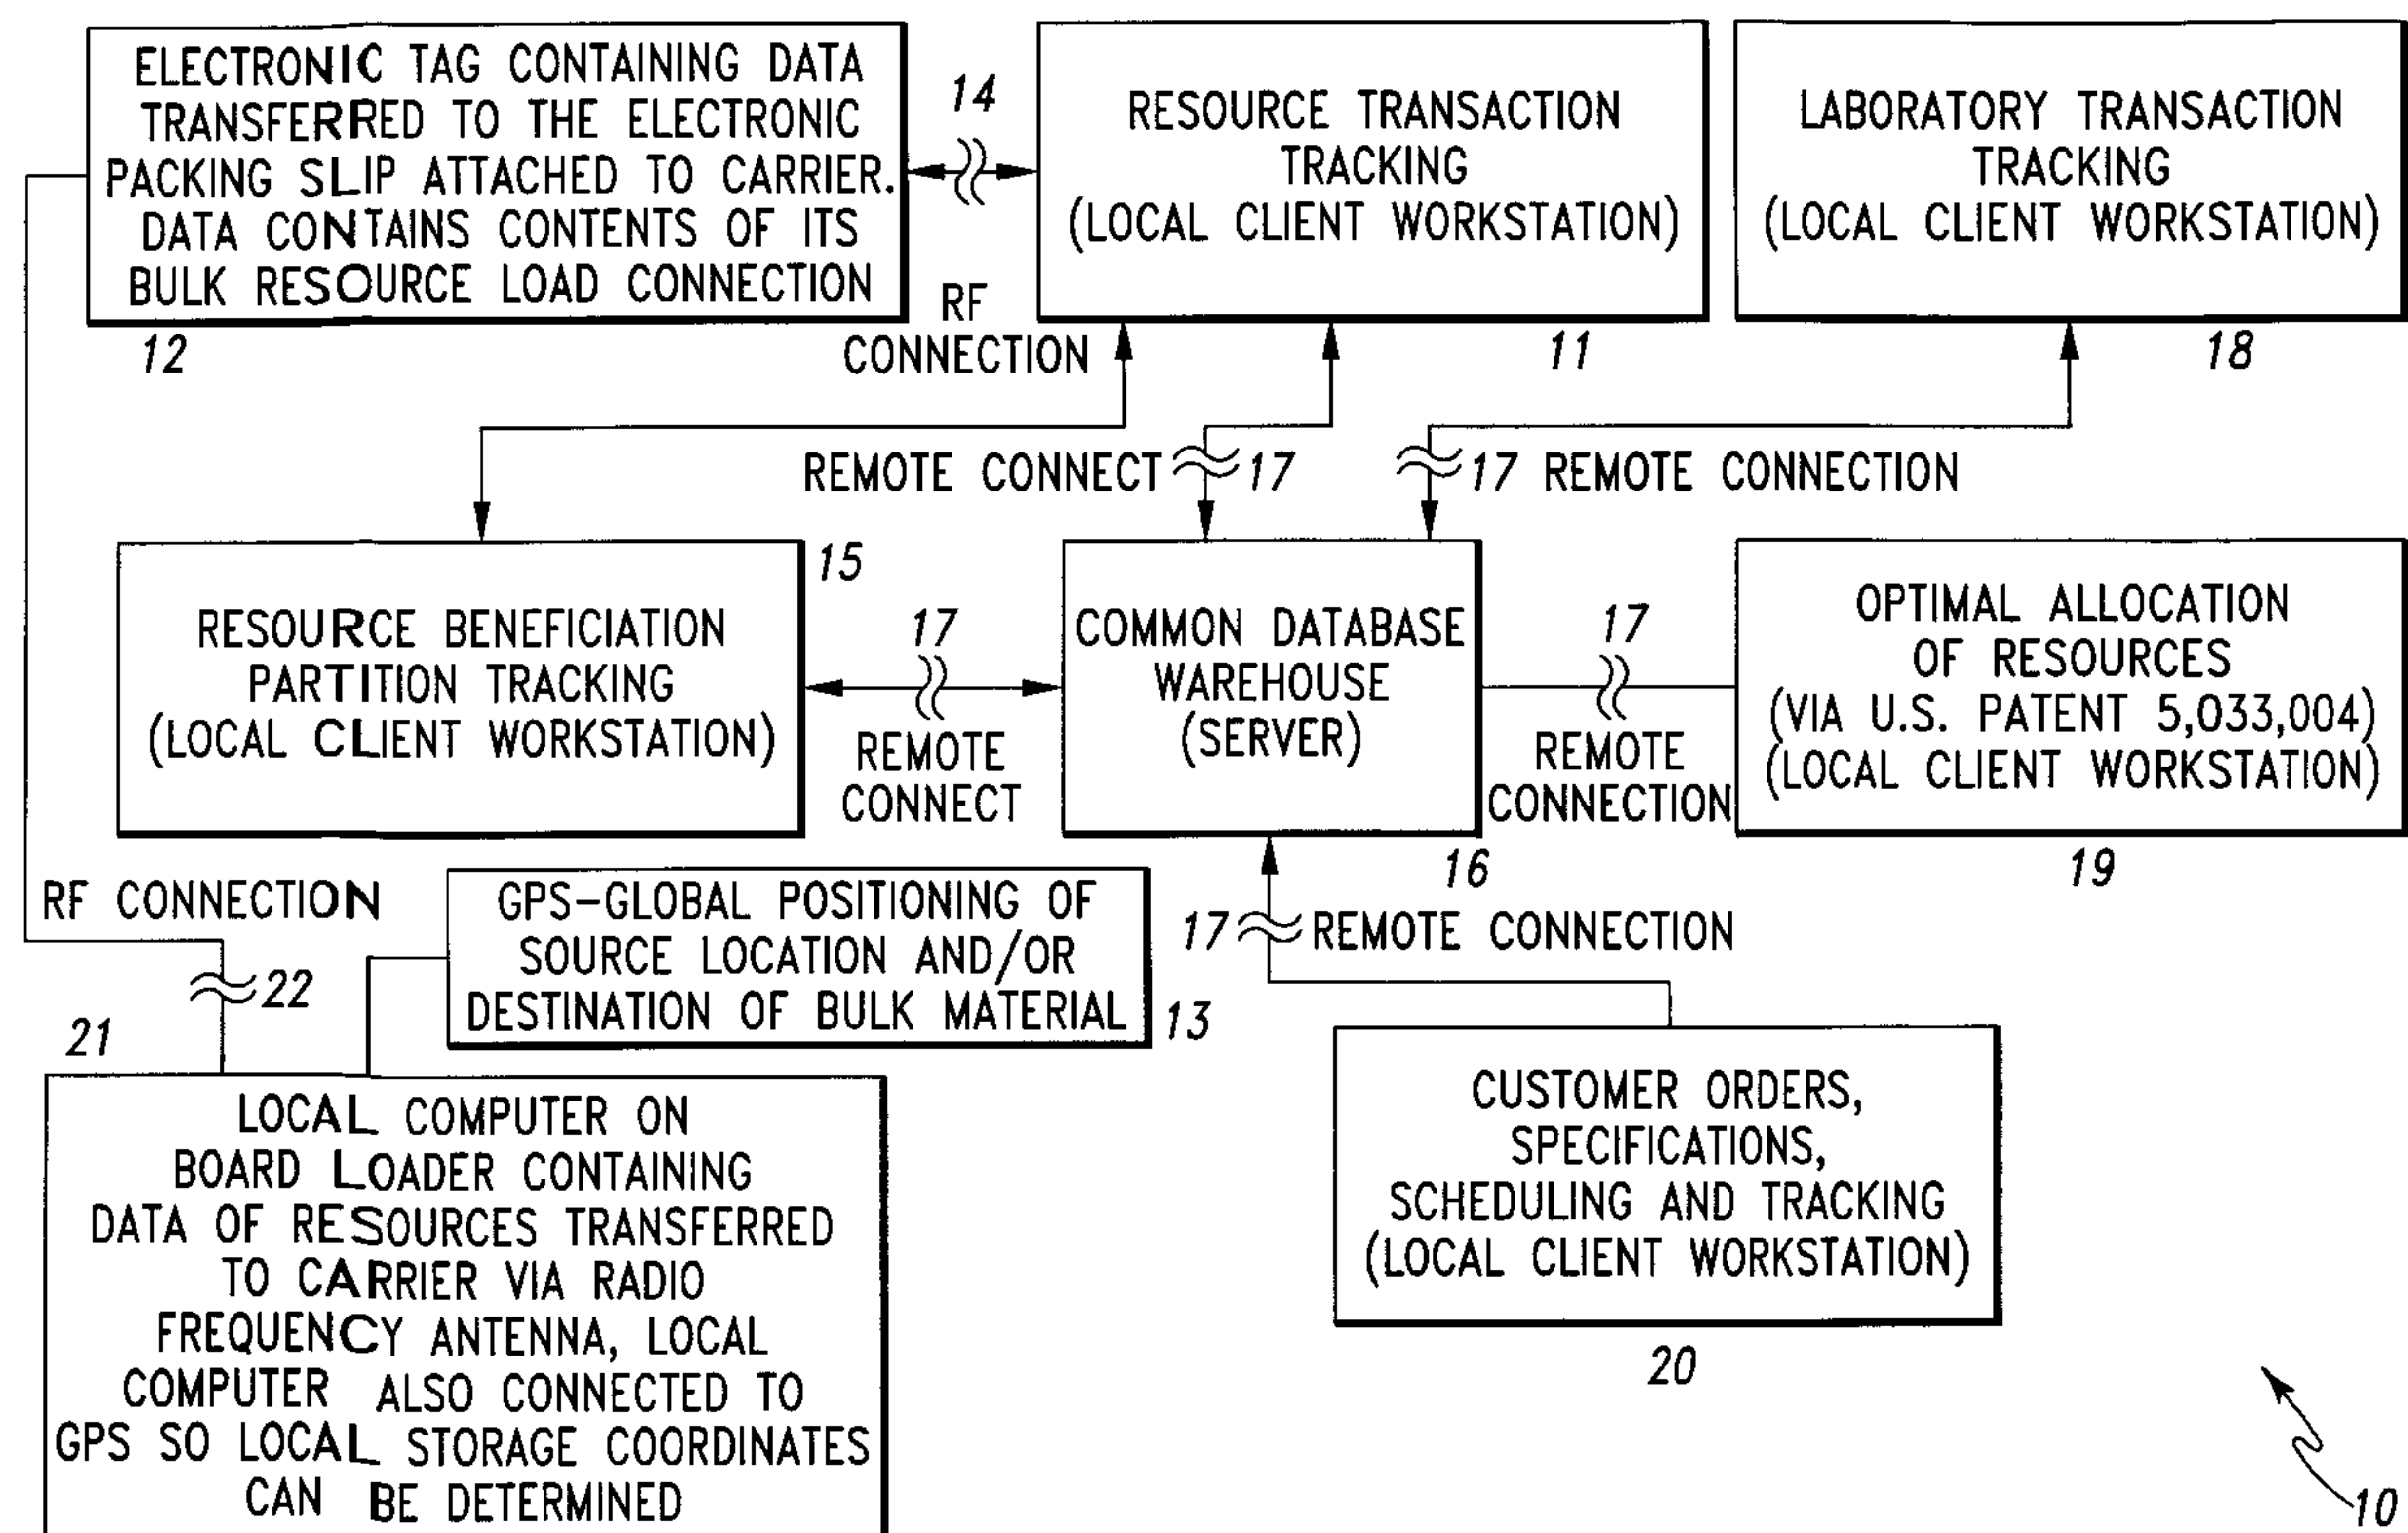 ELECTRONIC TAG CONTAINING DATA
TRANSFERRED TO THE ELECTRONIC
PACKING SLIP ATTACHED TO CARRIER.
DATA CONTAINS CONTENTS OF ITS
BULK RESOURCE LOAD CONNECTION
12
14
RF
CONNECTION
RESOURCE TRANSACTION
TRACKING
(LOCAL CLIENT WORKSTATION)
11
LABORATORY TRANSACTION
TRACKING
(LOCAL CLIENT WORKSTATION)
18
REMOTE CONNECT 17
17 REMOTE CONNECTION
RESOURCE BENEFICIATION
PARTITION TRACKING
(LOCAL CLIENT WORKSTATION)
15
17
REMOTE
CONNECT
COMMON DATABASE
WAREHOUSE
(SERVER)
16
17
REMOTE
CONNECTION
OPTIMAL ALLOCATION
OF RESOURCES
(VIA U.S. PATENT 5,033,004)
(LOCAL CLIENT WORKSTATION)
19
RF CONNECTION
22
GPS-GLOBAL POSITIONING OF
SOURCE LOCATION AND/OR
DESTINATION OF BULK MATERIAL
13
17 REMOTE CONNECTION
21
LOCAL COMPUTER ON
BOARD LOADER CONTAINING
DATA OF RESOURCES TRANSFERRED
TO CARRIER VIA RADIO
FREQUENCY ANTENNA, LOCAL
COMPUTER ALSO CONNECTED TO
GPS SO LOCAL STORAGE COORDINATES
CAN BE DETERMINED
CUSTOMER ORDERS,
SPECIFICATIONS,
SCHEDULING AND TRACKING
(LOCAL CLIENT WORKSTATION)
20
10